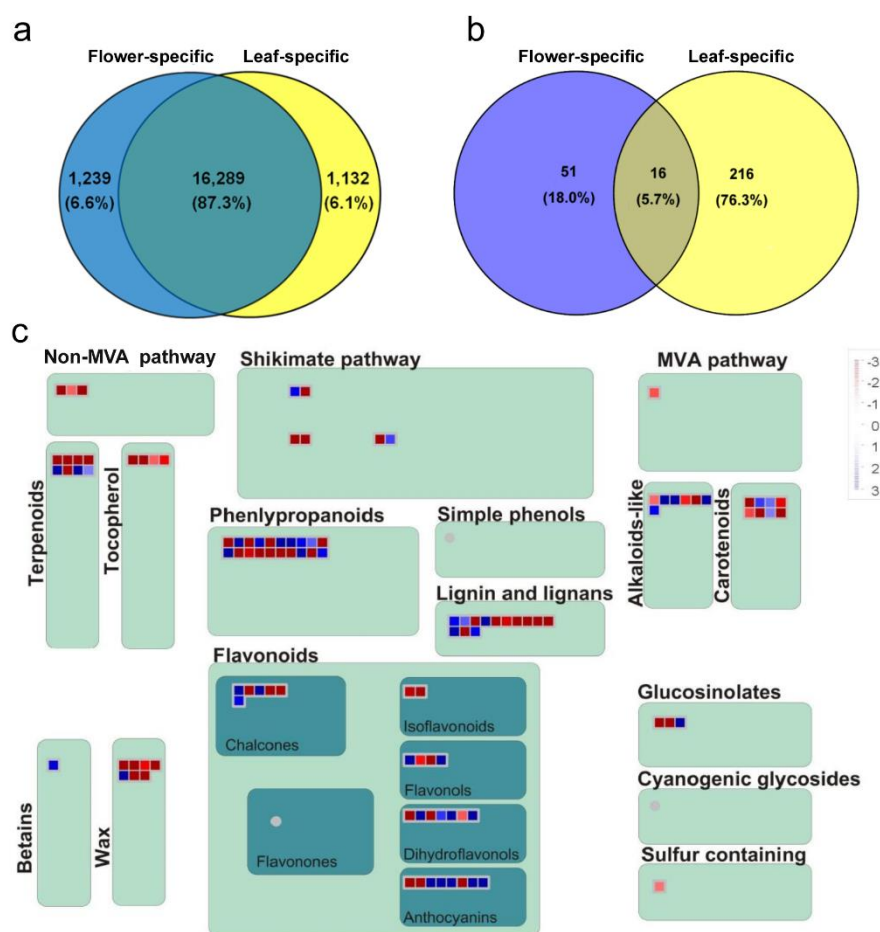 a
b
Flower-specific
Leaf-specific
Flower-specific
Leaf-specific
1,239
(6.6%)
16,289
(87.3%)
1,132
(6.1%)
51
(18.0%)
16
(5.7%)
216
(76.3%)
c
Non-MVA pathway
Shikimate pathway
MVA pathway
-3
-2
-1
0
1
2
3
Terpenoids
Tocopherol
Phenlypropanoids
Simple phenols
Lignin and lignans
Alkaloids-like
Carotenoids
Flavonoids
Chalcones
Isoflavonoids
Flavonols
Flavonones
Dihydroflavonols
Anthocyanins
Betains
Wax
Glucosinolates
Cyanogenic glycosides
Sulfur containing